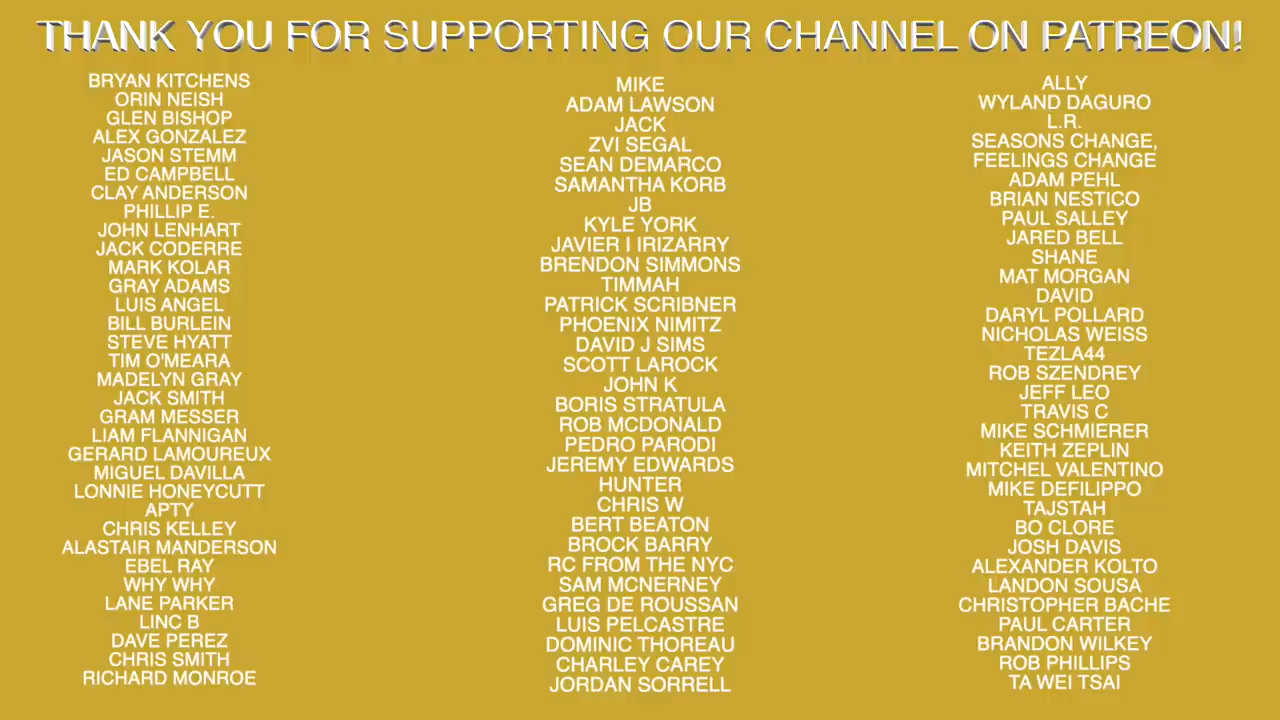 THANK YOU FOR SUPPORTING OUR CHANNEL ON PATREON!
BRYAN KITCHENS
ORIN NEISH
GLEN BISHOP
ALEX GONZALEZ
JASON STEMM
ED CAMPBELL
CLAY ANDERSON
PHILLIP E.
JOHN LENHART
JACK CODERRE
MARK KOLAR
GRAY ADAMS
LUIS ANGEL
BILL BURLEIN
STEVE HYATT
TIM O'MEARA
MADELYN GRAY
JACK SMITH
GRAM MESSER
LIAM FLANNIGAN
GERARD LAMOUREUX
MIGUEL DAVILLA
LONNIE HONEYCUTT
APTY
CHRIS KELLEY
ALASTAIR MANDERSON
EBEL RAY
WHY WHY
LANE PARKER
LINC B
DAVE PEREZ
CHRIS SMITH
RICHARD MONROE
MIKE
ADAM LAWSON
JACK
ZVI SEGAL
SEAN DEMARCO
SAMANTHA KORB
JB
KYLE YORK
JAVIER I IRIZARRY
BRENDON SIMMONS
TIMMAH
PATRICK SCRIBNER
PHOENIX NIMITZ
DAVID J SIMS
SCOTT LAROCK
JOHN K
BORIS STRATULA
ROB MCDONALD
PEDRO PARODI
JEREMY EDWARDS
HUNTER
CHRIS W
BERT BEATON
BROCK BARRY
RC FROM THE NYC
SAM MCNERNEY
GREG DE ROUSSAN
LUIS PELCASTRE
DOMINIC THOREAU
CHARLEY CAREY
JORDAN SORRELL
ALLY
WYLAND DAGURO
L.R.
SEASONS CHANGE,
FEELINGS CHANGE
ADAM PEHL
BRIAN NESTICO
PAUL SALLEY
JARED BELL
SHANE
MAT MORGAN
DAVID
DARYL POLLARD
NICHOLAS WEISS
TEZLA44
ROB SZENDREY
JEFF LEO
TRAVIS C
MIKE SCHMIERER
KEITH ZEPLIN
MITCHEL VALENTINO
MIKE DEFILIPPO
TAJSTAH
BO CLORE
JOSH DAVIS
ALEXANDER KOLTO
LANDON SOUSA
CHRISTOPHER BACHE
PAUL CARTER
BRANDON WILKEY
ROB PHILLIPS
TA WEI TSAI